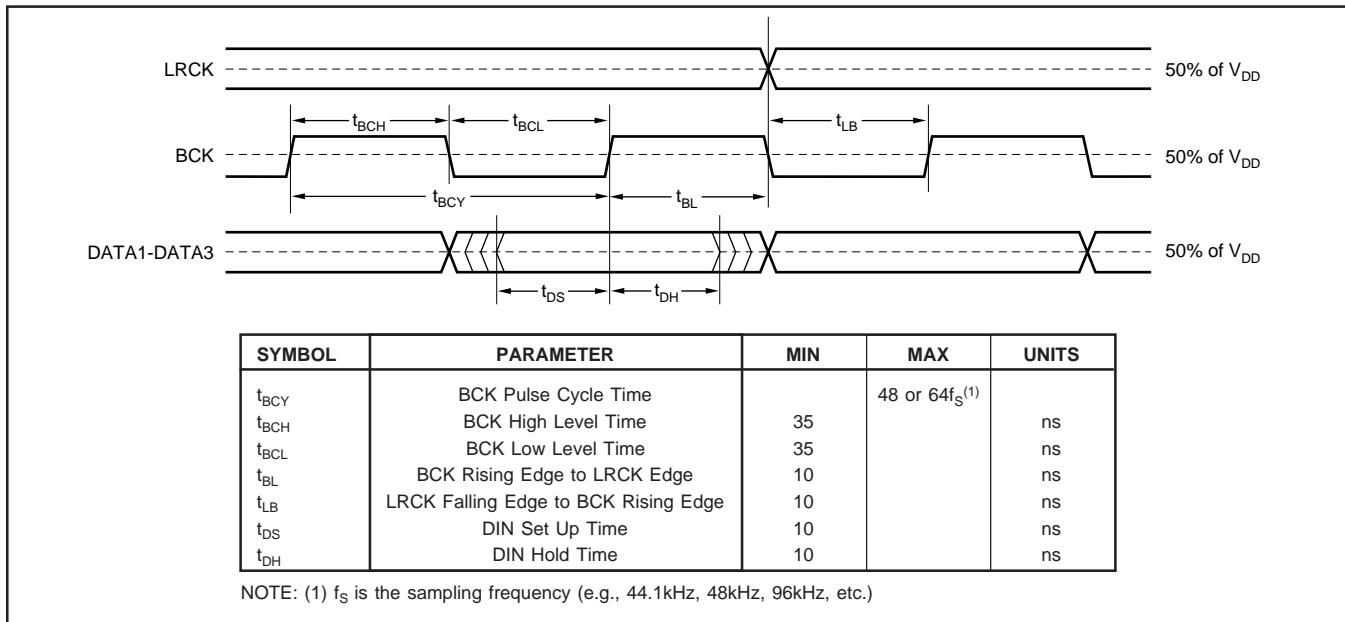 LRCK
50% of VDD
tBCH
tBCL
tLB
BCK
50% of VDD
tBCY
tBL
DATA1-DATA3
50% of VDD
tDS
tDH
SYMBOL PARAMETER MIN MAX UNITS
tBCY BCK Pulse Cycle Time 48 or 64fS(1)
tBCH BCK High Level Time 35 ns
tBCL BCK Low Level Time 35 ns
tBL BCK Rising Edge to LRCK Edge 10 ns
tLB LRCK Falling Edge to BCK Rising Edge 10 ns
tDS DIN Set Up Time 10 ns
tDH DIN Hold Time 10 ns
NOTE: (1) fS is the sampling frequency (e.g., 44.1kHz, 48kHz, 96kHz, etc.)